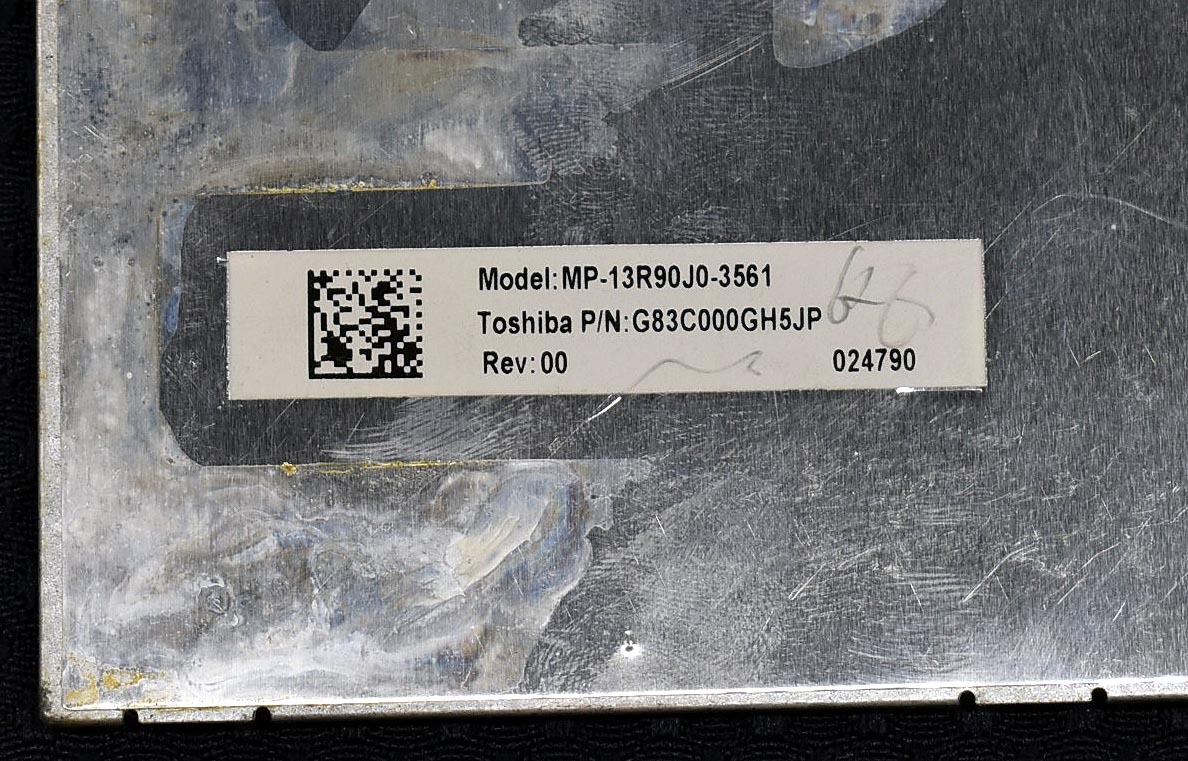 Model: MP-13R90J0-3561
Toshiba P/N: G83C000GH5JP
Rev: 00 024790